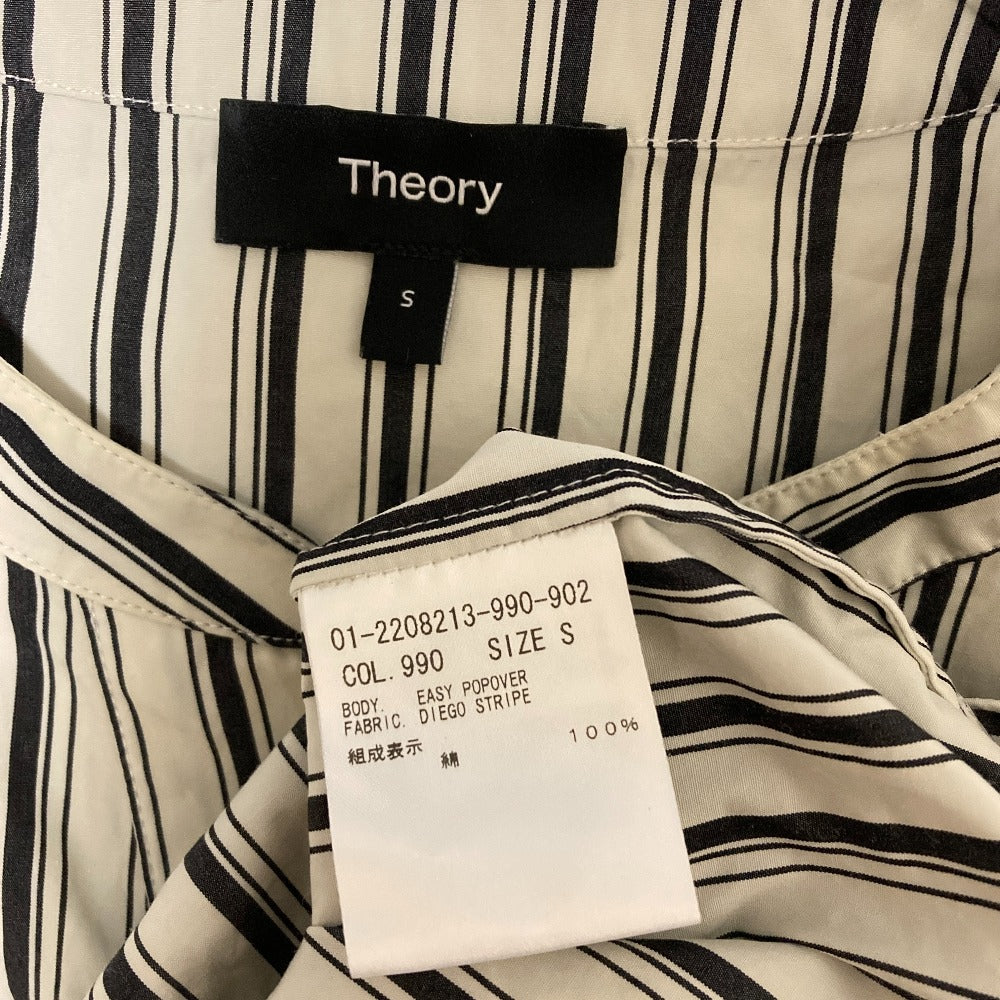 Theory
S
01-2208213-990-902
COL.990 SIZE S
BODY. EASY POPOVER
FABRIC. DIEGO STRIPE
組成表示 綿 100%